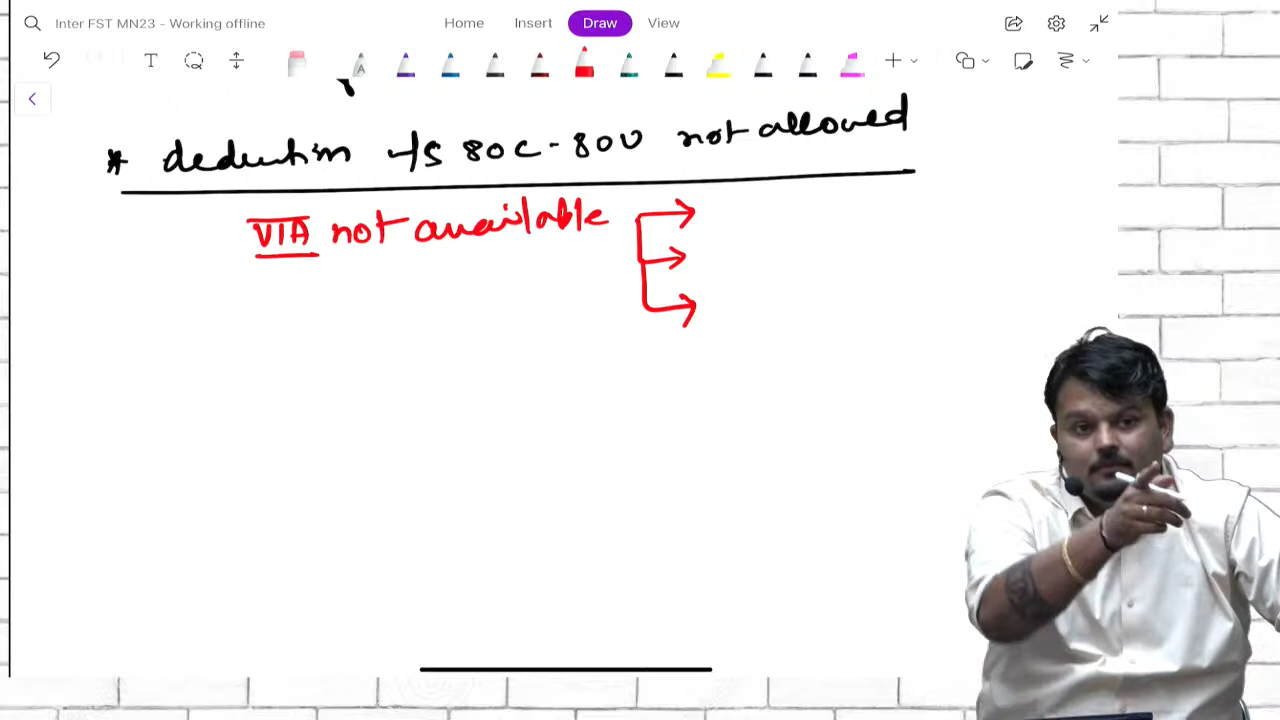 Inter FST MN23 - Working offline
Home Insert Draw View
T
A
* deduction u/s 80C - 80U not allowed
VIA not available